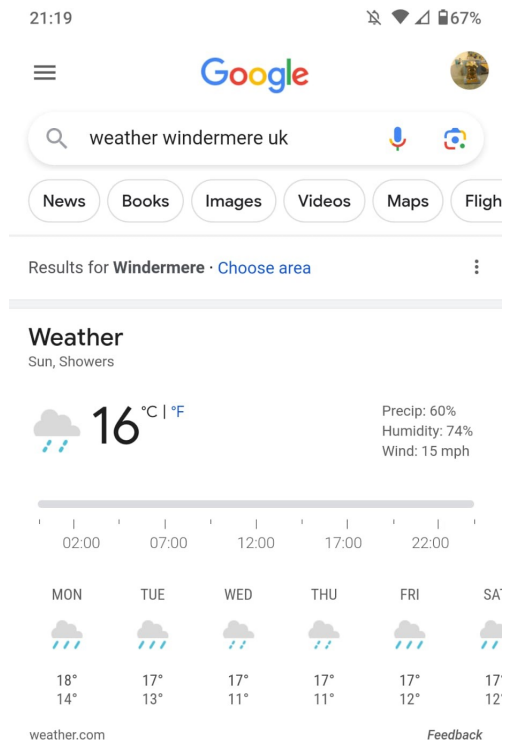 21:19 67%
Google
weather windermere uk
News Books Images Videos Maps Fligh
Results for Windermere · Choose area
Weather
Sun, Showers
16 °C | °F
Precip: 60%
Humidity: 74%
Wind: 15 mph
02:00 07:00 12:00 17:00 22:00
MON TUE WED THU FRI SAT
18° 17° 17° 17° 17° 17°
14° 13° 11° 11° 12° 12°
weather.com Feedback